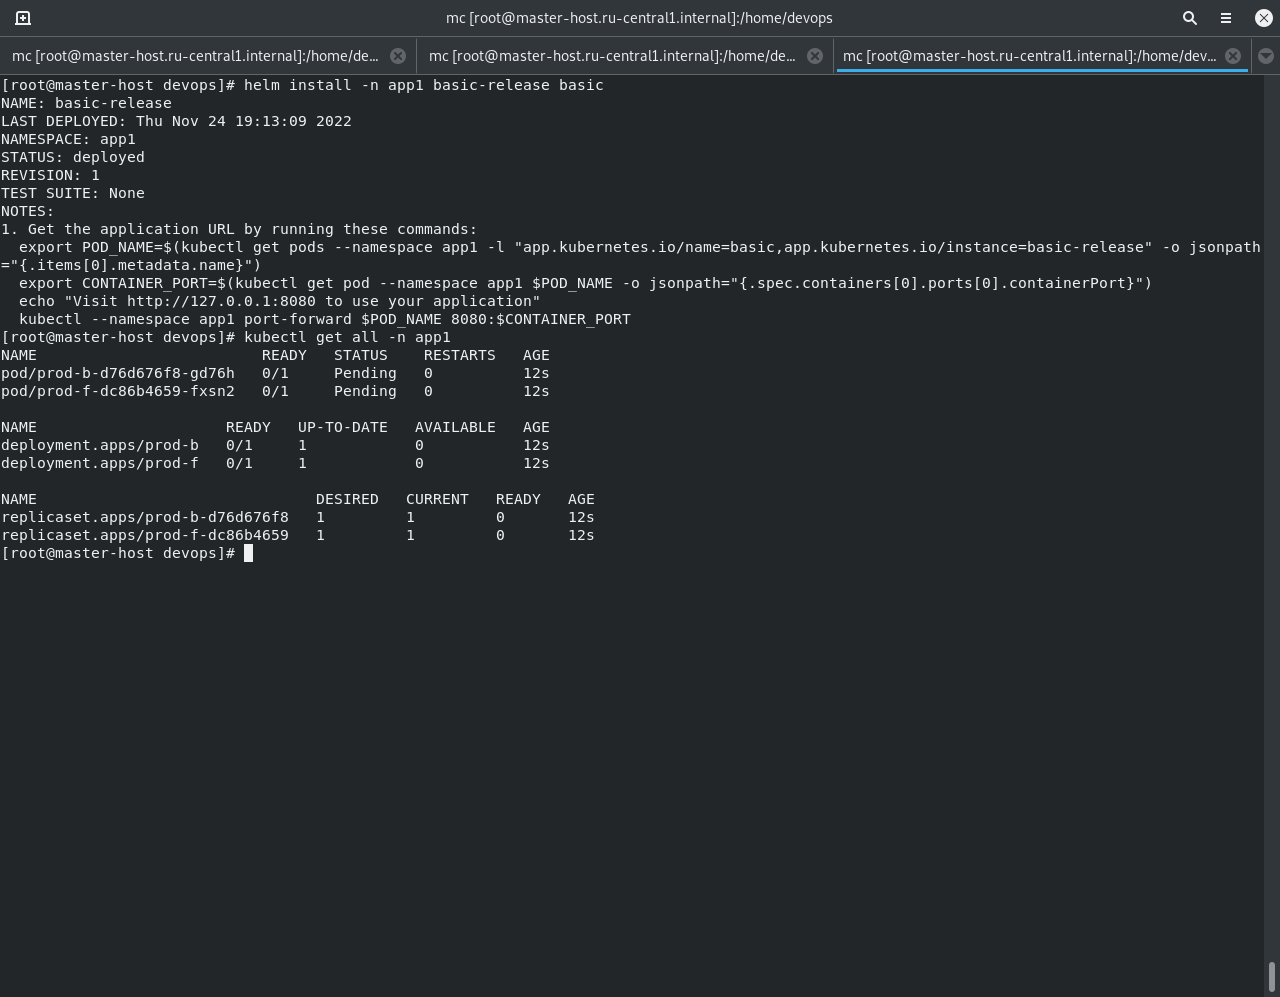 mc [root@master-host.ru-central1.internal]:/home/devops
mc [root@master-host.ru-central1.internal]:/home/de...
mc [root@master-host.ru-central1.internal]:/home/de...
mc [root@master-host.ru-central1.internal]:/home/dev...
[root@master-host devops]# helm install -n app1 basic-release basic
NAME: basic-release
LAST DEPLOYED: Thu Nov 24 19:13:09 2022
NAMESPACE: app1
STATUS: deployed
REVISION: 1
TEST SUITE: None
NOTES:
1. Get the application URL by running these commands:
  export POD_NAME=$(kubectl get pods --namespace app1 -l "app.kubernetes.io/name=basic,app.kubernetes.io/instance=basic-release" -o jsonpath
="{.items[0].metadata.name}")
  export CONTAINER_PORT=$(kubectl get pod --namespace app1 $POD_NAME -o jsonpath="{.spec.containers[0].ports[0].containerPort}")
  echo "Visit http://127.0.0.1:8080 to use your application"
  kubectl --namespace app1 port-forward $POD_NAME 8080:$CONTAINER_PORT
[root@master-host devops]# kubectl get all -n app1
NAME                         READY   STATUS    RESTARTS   AGE
pod/prod-b-d76d676f8-gd76h   0/1     Pending   0          12s
pod/prod-f-dc86b4659-fxsn2   0/1     Pending   0          12s

NAME                     READY   UP-TO-DATE   AVAILABLE   AGE
deployment.apps/prod-b   0/1     1            0           12s
deployment.apps/prod-f   0/1     1            0           12s

NAME                               DESIRED   CURRENT   READY   AGE
replicaset.apps/prod-b-d76d676f8   1         1         0       12s
replicaset.apps/prod-f-dc86b4659   1         1         0       12s
[root@master-host devops]#